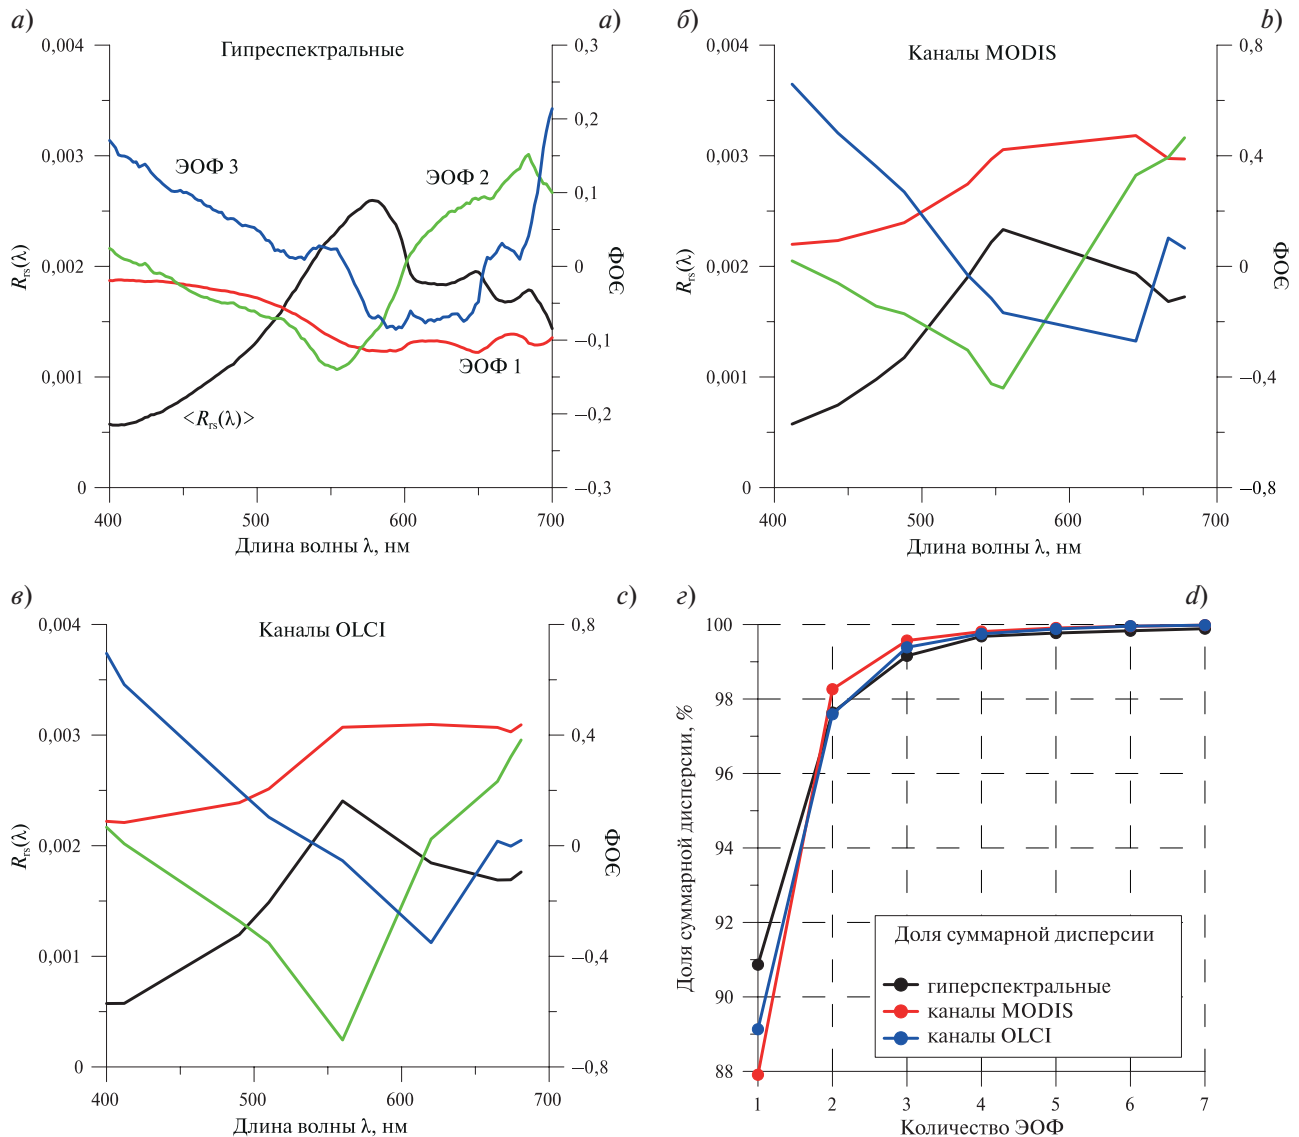 а)
a)
Гипреспектральные
0,004
0,003
0,002
0,001
0
0,3
0,2
0,1
0
–0,1
–0,2
–0,3
Rrs(λ)
ЭОФ
ЭОФ 3
ЭОФ 2
ЭОФ 1
<Rrs(λ)>
400
500
600
700
Длина волны λ, нм
б)
b)
Каналы MODIS
0,004
0,003
0,002
0,001
0
0,8
0,4
0
–0,4
–0,8
Rrs(λ)
ЭОФ
400
500
600
700
Длина волны λ, нм
в)
c)
Каналы OLCI
0,004
0,003
0,002
0,001
0
0,8
0,4
0
–0,4
–0,8
Rrs(λ)
ЭОФ
400
500
600
700
Длина волны λ, нм
г)
d)
100
98
96
94
92
90
88
Доля суммарной дисперсии, %
Доля суммарной дисперсии
гиперспектральные
каналы MODIS
каналы OLCI
1 2 3 4 5 6 7
Количество ЭОФ